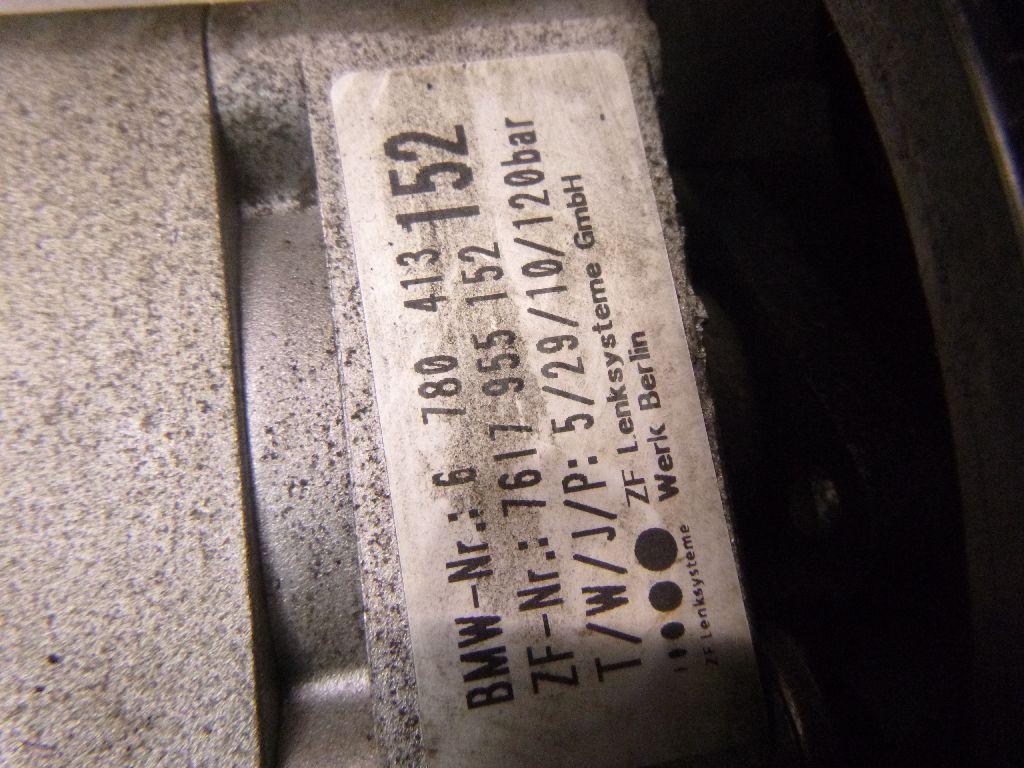 BMW-Nr.: 6 780 413 152
ZF-Nr.: 7617 955 152
T/W/J/P: 5/29/10/120bar
ZF Lenksysteme GmbH
Werk Berlin
ZF Lenksysteme